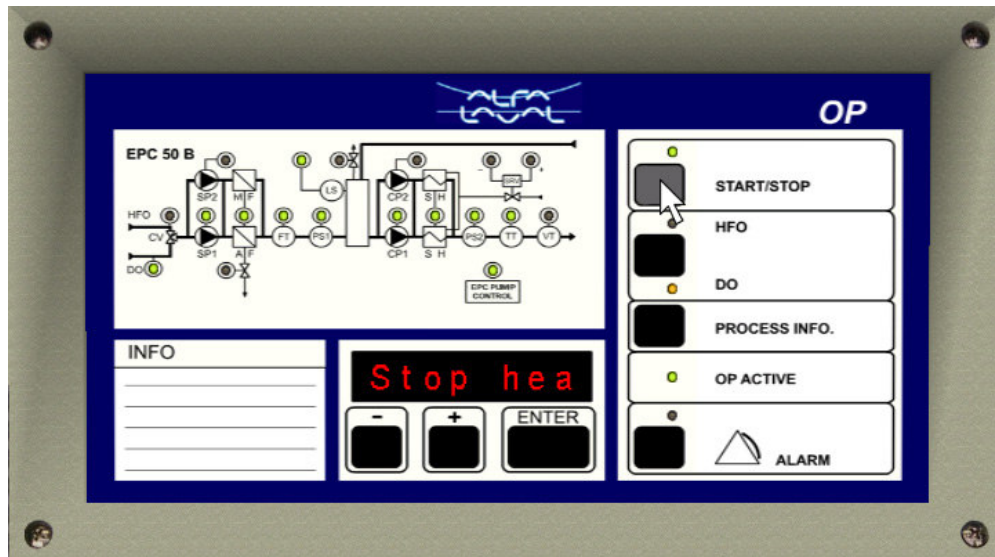 ALFA
LAVAL
OP
EPC 50 B
SP2
M F
LS
CP2
S H
SRV
- +
HFO
CV
SP1
A F
FT
PS1
CP1
S H
PS2
TT
VT
DO
EPC PUMP
CONTROL
START/STOP
HFO
DO
PROCESS INFO.
OP ACTIVE
ALARM
INFO
Stop hea
- + ENTER